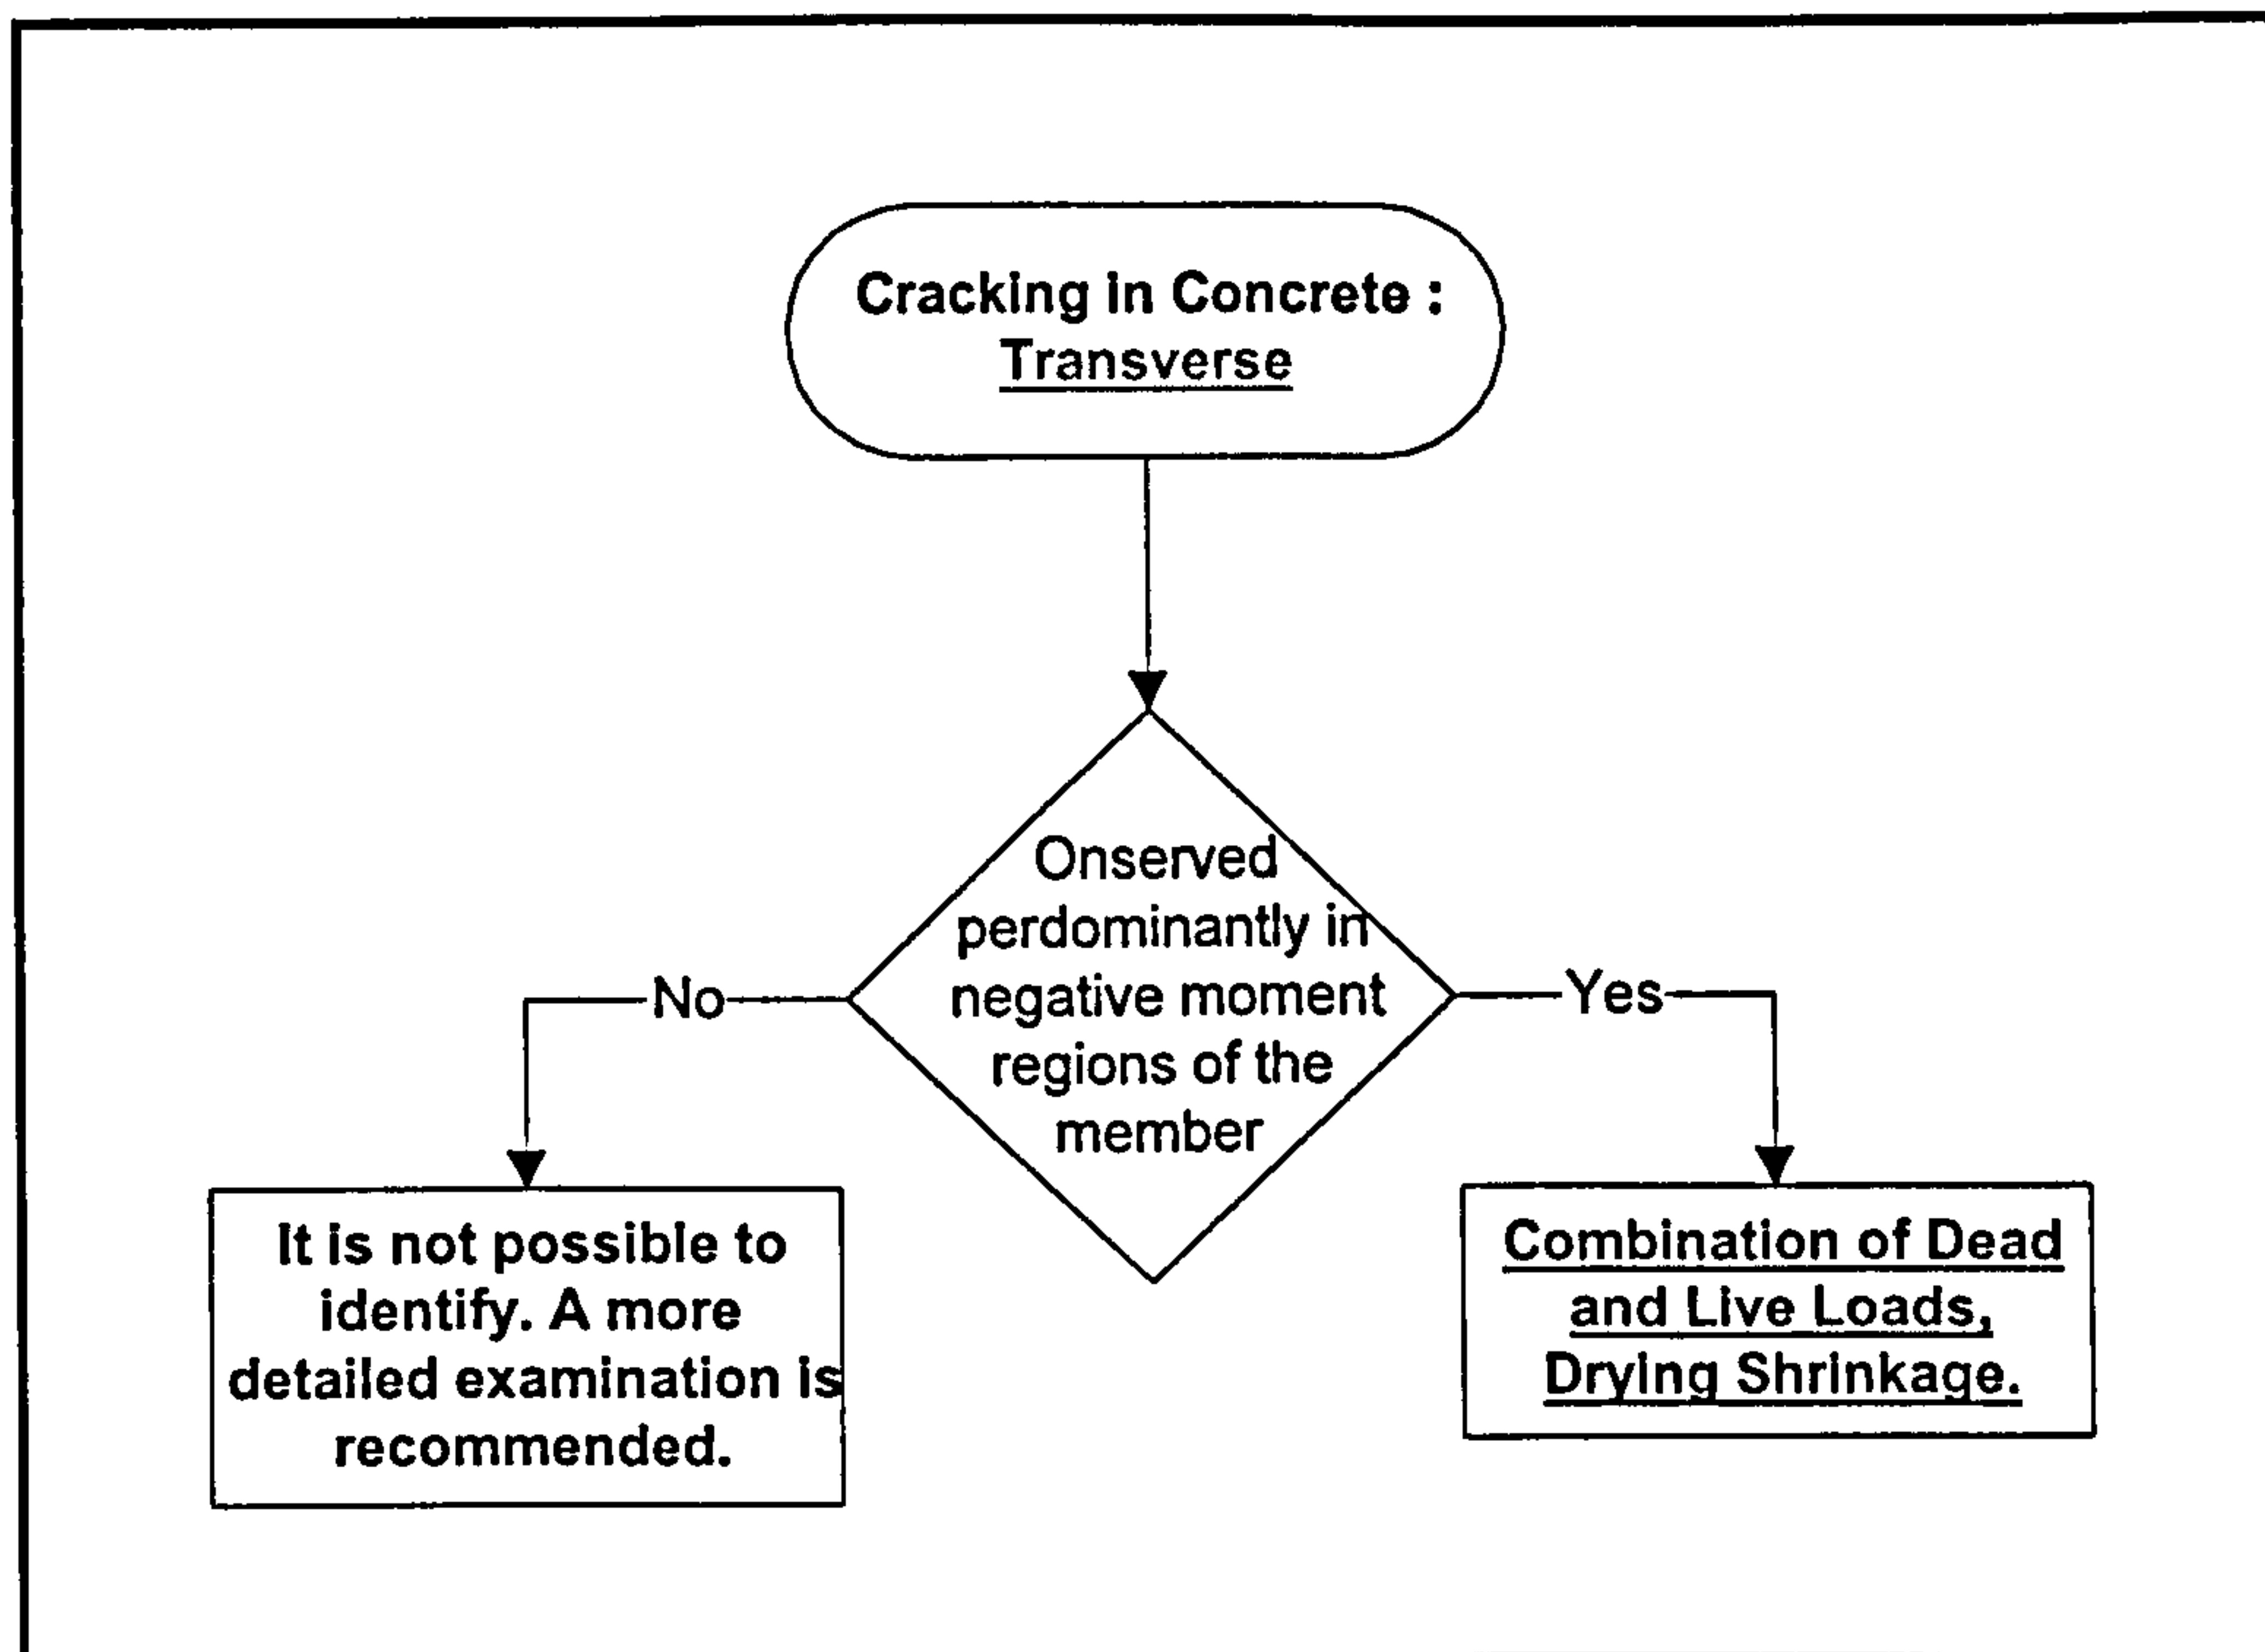 Cracking in Concrete :
Transverse
Onserved
perdominantly in
negative moment
regions of the
member
No
Yes
It is not possible to
identify. A more
detailed examination is
recommended.
Combination of Dead
and Live Loads,
Drying Shrinkage.